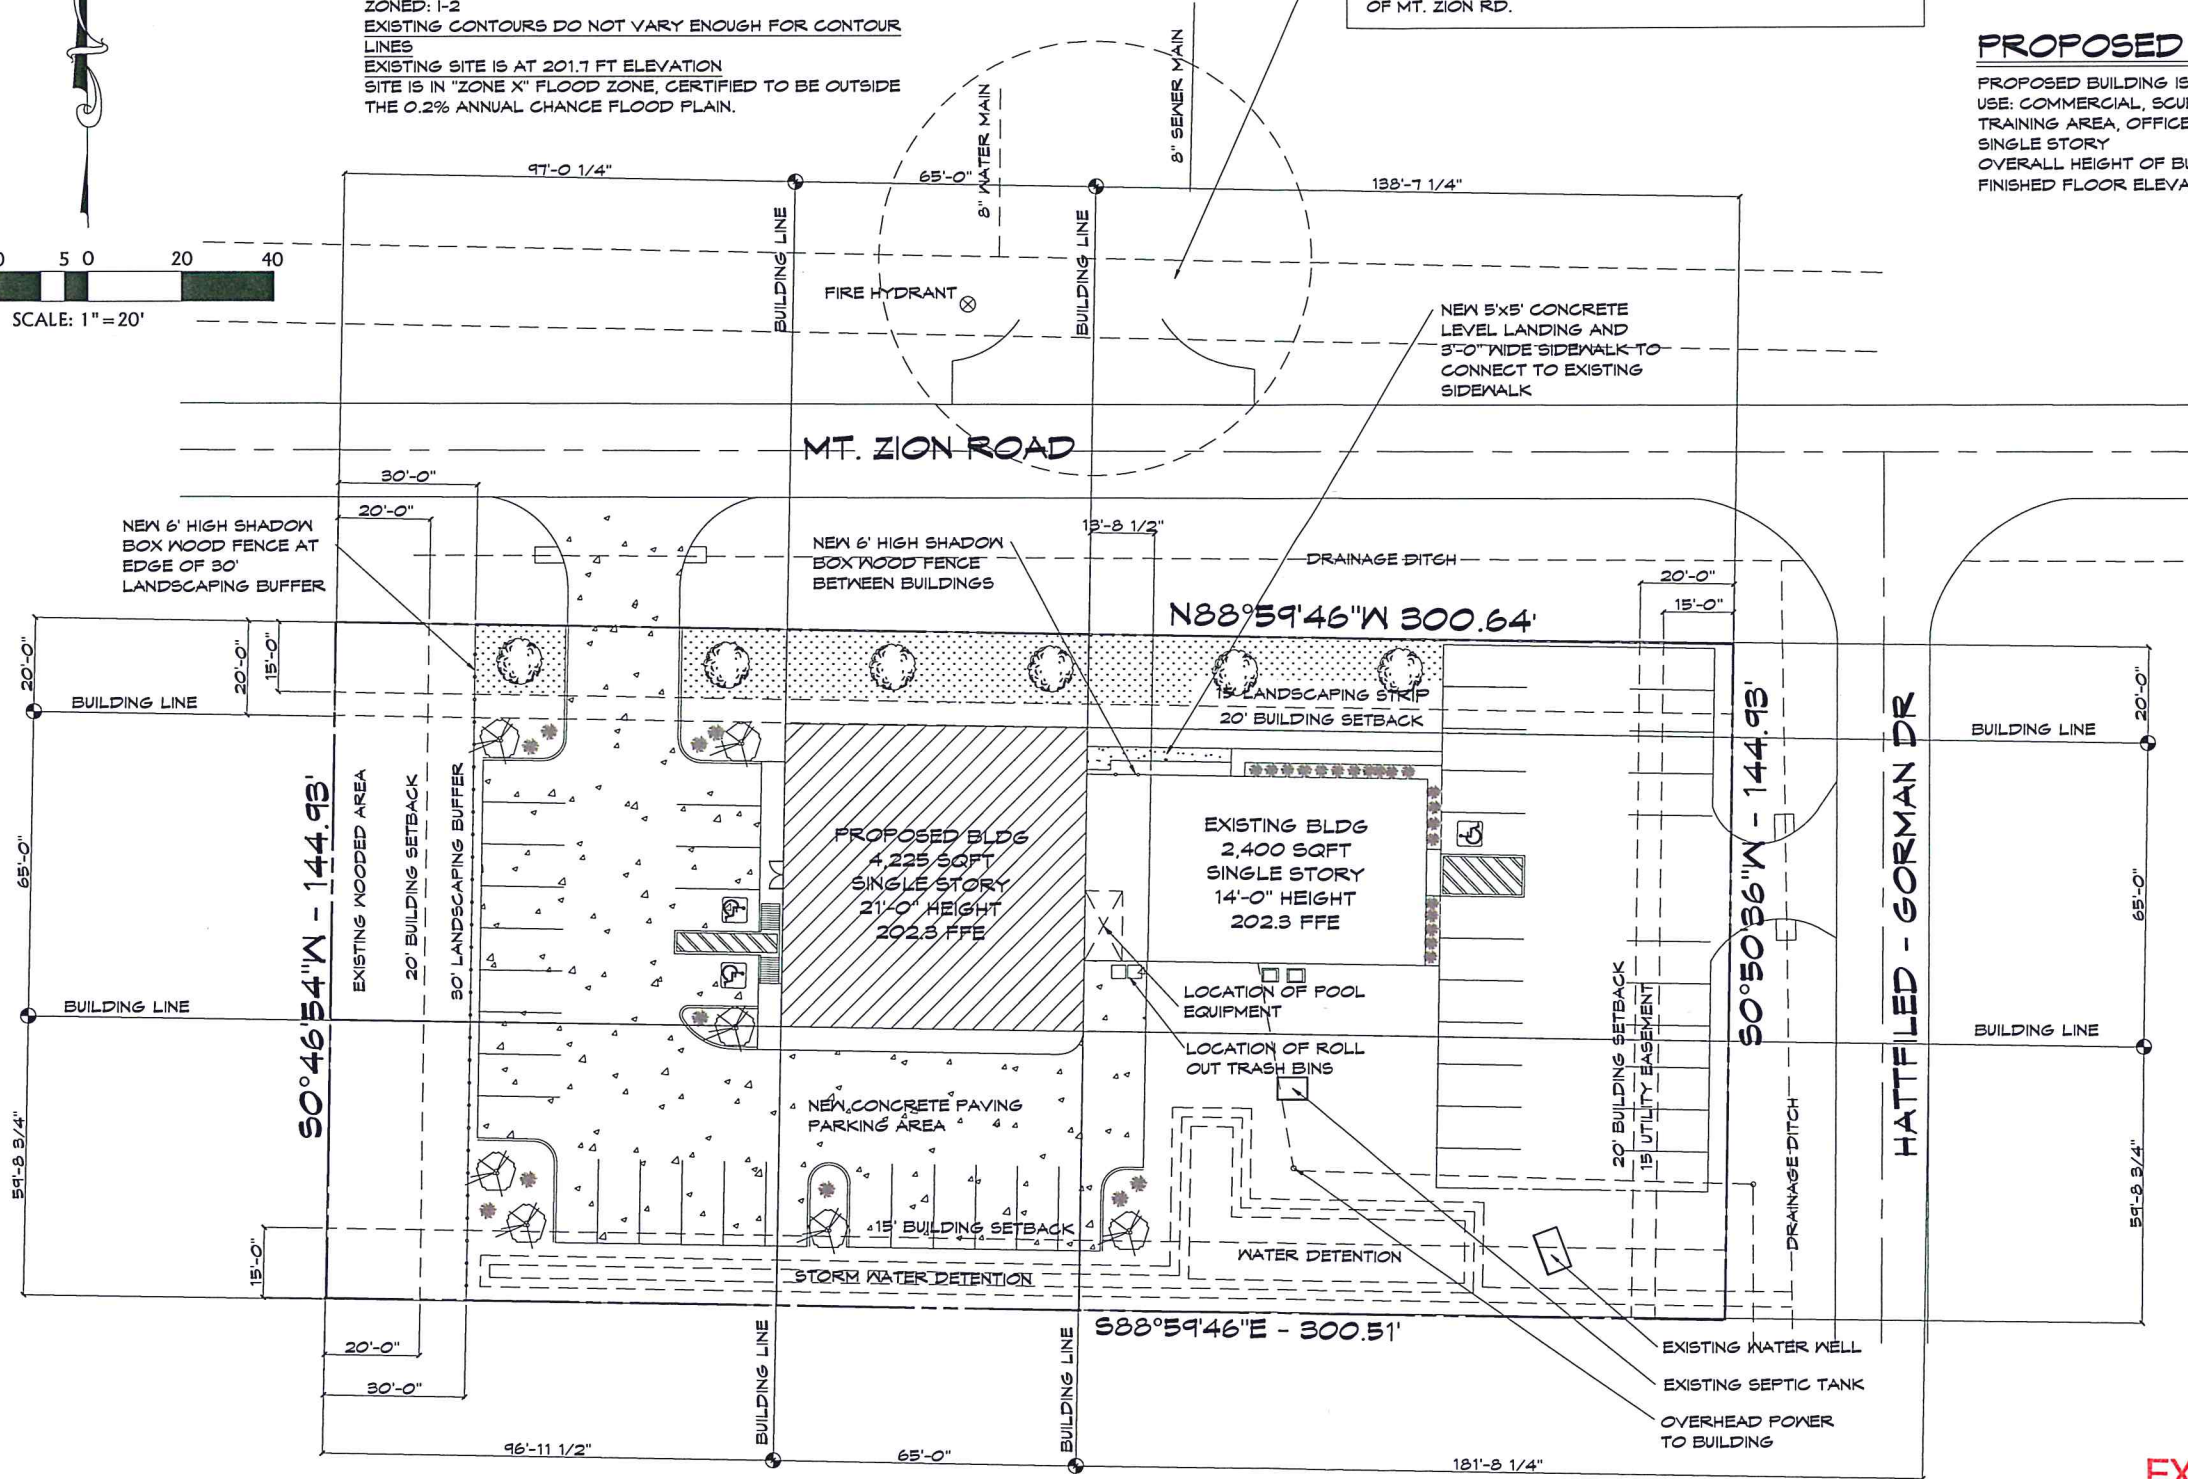 ZONED: I-2
EXISTING CONTOURS DO NOT VARY ENOUGH FOR CONTOUR
LINES
EXISTING SITE IS AT 201.7 FT ELEVATION
SITE IS IN "ZONE X" FLOOD ZONE, CERTIFIED TO BE OUTSIDE
THE 0.2% ANNUAL CHANCE FLOOD PLAIN.
OF MT. ZION RD.
PROPOSED
PROPOSED BUILDING IS
USE: COMMERCIAL, SCU
TRAINING AREA, OFFICE
SINGLE STORY
OVERALL HEIGHT OF BU
FINISHED FLOOR ELEVA
8" WATER MAIN
8" SEWER MAIN
97'-0 1/4"
65'-0"
138'-7 1/4"
BUILDING LINE
BUILDING LINE
0 5 0 20 40
SCALE: 1"=20'
FIRE HYDRANT
NEW 5'x5' CONCRETE
LEVEL LANDING AND
3'-0" WIDE SIDEWALK TO
CONNECT TO EXISTING
SIDEWALK
MT. ZION ROAD
30'-0"
20'-0"
13'-8 1/2"
NEW 6' HIGH SHADOW
BOX WOOD FENCE AT
EDGE OF 30'
LANDSCAPING BUFFER
NEW 6' HIGH SHADOW
BOX WOOD FENCE
BETWEEN BUILDINGS
DRAINAGE DITCH
20'-0"
15'-0"
N88°59'46"W 300.64'
20'-0"
20'-0"
15'-0"
20'-0"
BUILDING LINE
15' LANDSCAPING STRIP
20' BUILDING SETBACK
BUILDING LINE
65'-0"
S0°46'54"W - 144.93'
EXISTING WOODED AREA
20' BUILDING SETBACK
30' LANDSCAPING BUFFER
PROPOSED BLDG
4,225 SQFT
SINGLE STORY
21'-0" HEIGHT
202.3 FFE
EXISTING BLDG
2,400 SQFT
SINGLE STORY
14'-0" HEIGHT
202.3 FFE
S0°50'36"W - 144.93'
HATTFILED - GORMAN DR
65'-0"
BUILDING LINE
LOCATION OF POOL
EQUIPMENT
LOCATION OF ROLL
OUT TRASH BINS
20' BUILDING SETBACK
15' UTILITY EASEMENT
BUILDING LINE
NEW CONCRETE PAVING
PARKING AREA
DRAINAGE DITCH
59'-8 3/4"
59'-8 3/4"
15'-0"
15' BUILDING SETBACK
WATER DETENTION
STORM WATER DETENTION
S88°59'46"E - 300.51'
20'-0"
30'-0"
BUILDING LINE
BUILDING LINE
EXISTING WATER WELL
EXISTING SEPTIC TANK
OVERHEAD POWER
TO BUILDING
96'-11 1/2"
65'-0"
181'-8 1/4"
EX